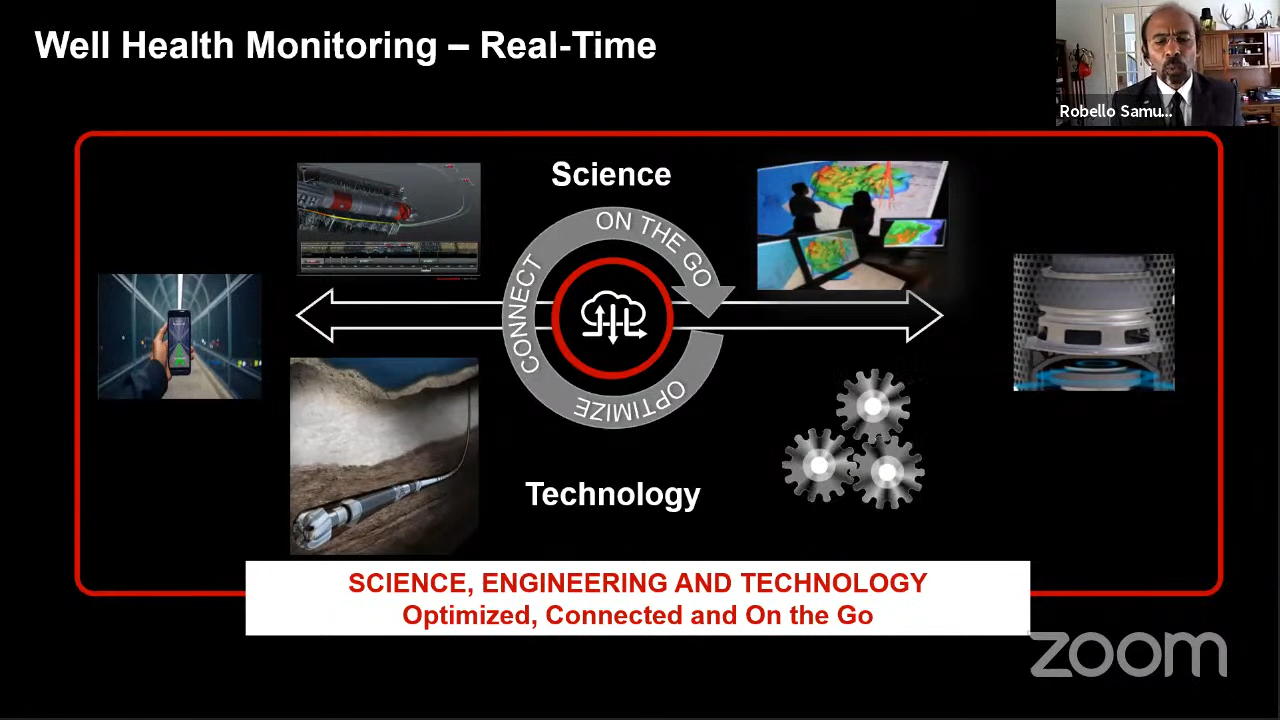 Well Health Monitoring – Real-Time
Robello Samu...
Science
ON THE GO
CONNECT
OPTIMIZE
Technology
SCIENCE, ENGINEERING AND TECHNOLOGY
Optimized, Connected and On the Go
zoom